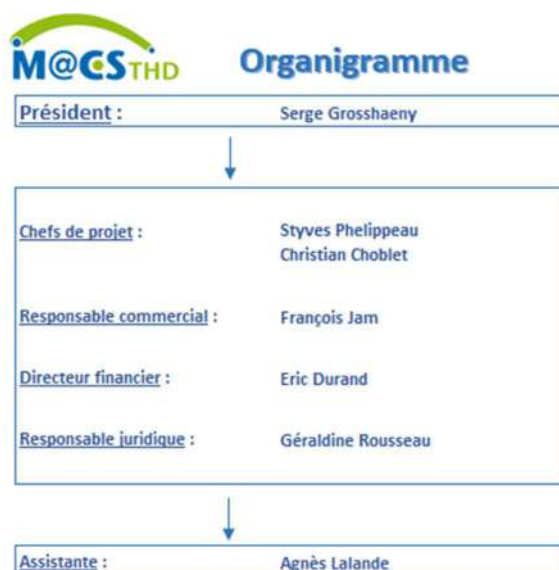 M@CSTHD
Organigramme
Président : Serge Grosshaeny
Chefs de projet : Styves Phelippeau
Christian Choblet
Responsable commercial : François Jam
Directeur financier : Eric Durand
Responsable juridique : Géraldine Rousseau
Assistante : Agnès Lalande